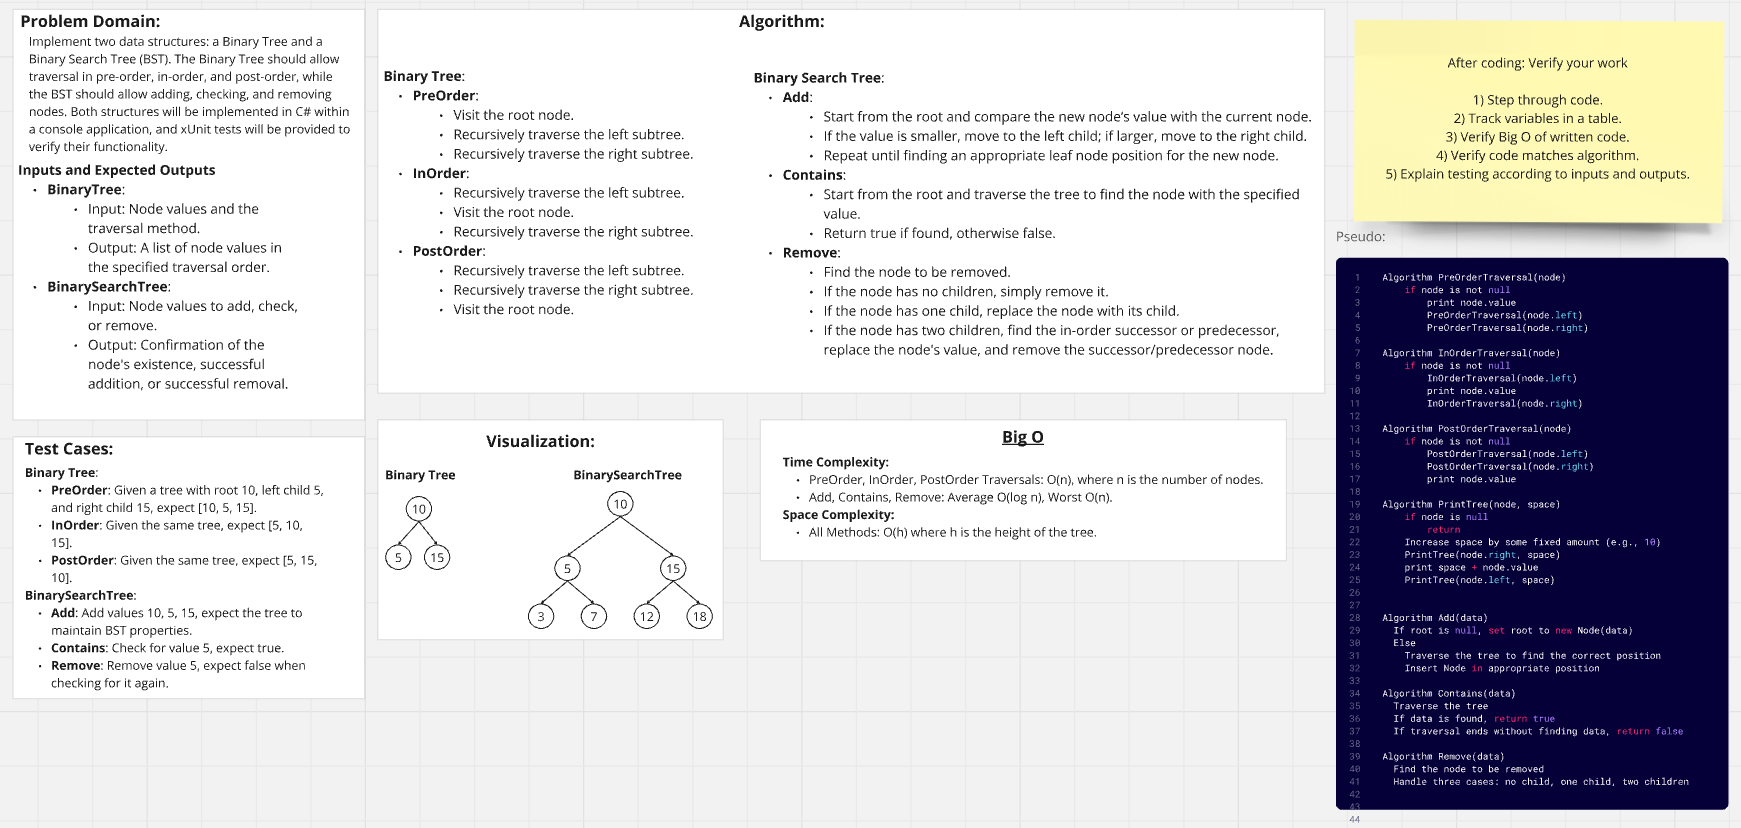 Problem Domain:
Implement two data structures: a Binary Tree and a
Binary Search Tree (BST). The Binary Tree should allow
traversal in pre-order, in-order, and post-order, while
the BST should allow adding, checking, and removing
nodes. Both structures will be implemented in C# within
a console application, and xUnit tests will be provided to
verify their functionality.
Inputs and Expected Outputs
• BinaryTree:
• Input: Node values and the
traversal method.
• Output: A list of node values in
the specified traversal order.
• BinarySearchTree:
• Input: Node values to add, check,
or remove.
• Output: Confirmation of the
node's existence, successful
addition, or successful removal.
Algorithm:
Binary Tree:
• PreOrder:
• Visit the root node.
• Recursively traverse the left subtree.
• Recursively traverse the right subtree.
• InOrder:
• Recursively traverse the left subtree.
• Visit the root node.
• Recursively traverse the right subtree.
• PostOrder:
• Recursively traverse the left subtree.
• Recursively traverse the right subtree.
• Visit the root node.
Binary Search Tree:
• Add:
• Start from the root and compare the new node's value with the current node.
• If the value is smaller, move to the left child; if larger, move to the right child.
• Repeat until finding an appropriate leaf node position for the new node.
• Contains:
• Start from the root and traverse the tree to find the node with the specified
value.
• Return true if found, otherwise false.
• Remove:
• Find the node to be removed.
• If the node has no children, simply remove it.
• If the node has one child, replace the node with its child.
• If the node has two children, find the in-order successor or predecessor,
replace the node's value, and remove the successor/predecessor node.
After coding: Verify your work
1) Step through code.
2) Track variables in a table.
3) Verify Big O of written code.
4) Verify code matches algorithm.
5) Explain testing according to inputs and outputs.
Test Cases:
Binary Tree:
• PreOrder: Given a tree with root 10, left child 5,
and right child 15, expect [10, 5, 15].
• InOrder: Given the same tree, expect [5, 10,
15].
• PostOrder: Given the same tree, expect [5, 15,
10].
BinarySearchTree:
• Add: Add values 10, 5, 15, expect the tree to
maintain BST properties.
• Contains: Check for value 5, expect true.
• Remove: Remove value 5, expect false when
checking for it again.
Visualization:
Binary Tree
10
5 15
BinarySearchTree
10
5 15
3 7 12 18
Big O
Time Complexity:
• PreOrder, InOrder, PostOrder Traversals: O(n), where n is the number of nodes.
• Add, Contains, Remove: Average O(log n), Worst O(n).
Space Complexity:
• All Methods: O(h) where h is the height of the tree.
Pseudo:
1 Algorithm PreOrderTraversal(node)
2 if node is not null
3 print node.value
4 PreOrderTraversal(node.left)
5 PreOrderTraversal(node.right)
6
7 Algorithm InOrderTraversal(node)
8 if node is not null
9 InOrderTraversal(node.left)
10 print node.value
11 InOrderTraversal(node.right)
12
13 Algorithm PostOrderTraversal(node)
14 if node is not null
15 PostOrderTraversal(node.left)
16 PostOrderTraversal(node.right)
17 print node.value
18
19 Algorithm PrintTree(node, space)
20 if node is null
21 return
22 Increase space by some fixed amount (e.g., 10)
23 PrintTree(node.right, space)
24 print space + node.value
25 PrintTree(node.left, space)
26
27
28 Algorithm Add(data)
29 If root is null, set root to new Node(data)
30 Else
31 Traverse the tree to find the correct position
32 Insert Node in appropriate position
33
34 Algorithm Contains(data)
35 Traverse the tree
36 If data is found, return true
37 If traversal ends without finding data, return false
38
39 Algorithm Remove(data)
40 Find the node to be removed
41 Handle three cases: no child, one child, two children
42
43
44